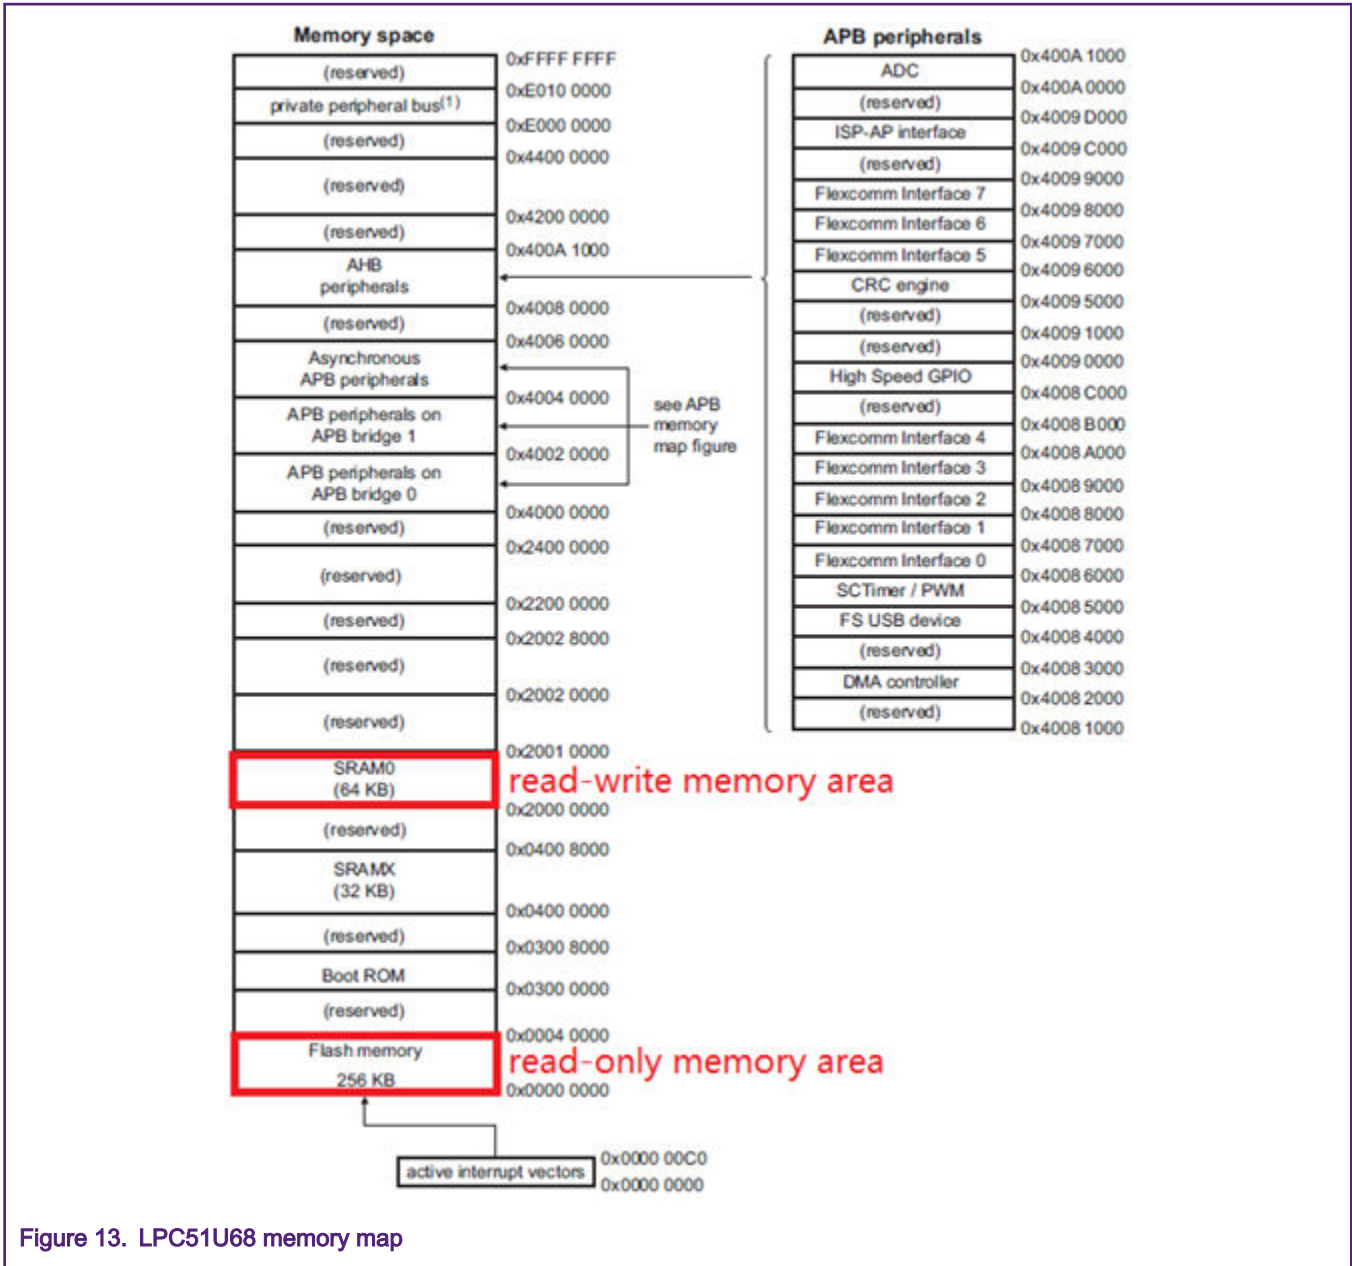 Memory space
0xFFFF FFFF
(reserved)
0xE010 0000
private peripheral bus(1)
0xE000 0000
(reserved)
0x4400 0000
(reserved)
0x4200 0000
(reserved)
0x400A 1000
AHB
peripherals
0x4008 0000
(reserved)
0x4006 0000
Asynchronous
APB peripherals
0x4004 0000
APB peripherals on
APB bridge 1
0x4002 0000
APB peripherals on
APB bridge 0
0x4000 0000
(reserved)
0x2400 0000
(reserved)
0x2200 0000
(reserved)
0x2002 8000
(reserved)
0x2002 0000
(reserved)
0x2001 0000
SRAM0
(64 KB)
read-write memory area
0x2000 0000
(reserved)
0x0400 8000
SRAMX
(32 KB)
0x0400 0000
(reserved)
0x0300 8000
Boot ROM
0x0300 0000
(reserved)
0x0004 0000
Flash memory
256 KB
read-only memory area
0x0000 0000
active interrupt vectors
0x0000 00C0
0x0000 0000
see APB
memory
map figure
APB peripherals
0x400A 1000
ADC
0x400A 0000
(reserved)
0x4009 D000
ISP-AP interface
0x4009 C000
(reserved)
0x4009 9000
Flexcomm Interface 7
0x4009 8000
Flexcomm Interface 6
0x4009 7000
Flexcomm Interface 5
0x4009 6000
CRC engine
0x4009 5000
(reserved)
0x4009 1000
(reserved)
0x4009 0000
High Speed GPIO
0x4008 C000
(reserved)
0x4008 B000
Flexcomm Interface 4
0x4008 A000
Flexcomm Interface 3
0x4008 9000
Flexcomm Interface 2
0x4008 8000
Flexcomm Interface 1
0x4008 7000
Flexcomm Interface 0
0x4008 6000
SCTimer / PWM
0x4008 5000
FS USB device
0x4008 4000
(reserved)
0x4008 3000
DMA controller
0x4008 2000
(reserved)
0x4008 1000
Figure 13. LPC51U68 memory map